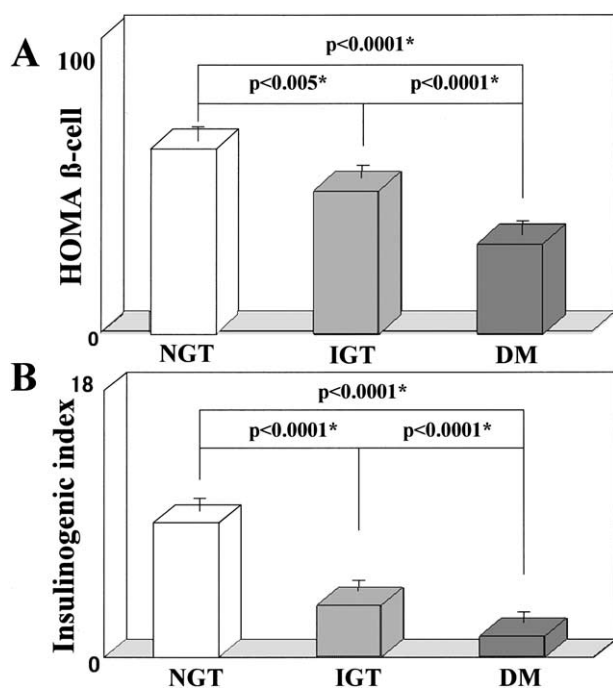 A
100
p<0.0001*
p<0.005*
p<0.0001*
HOMA ß-cell
0
NGT
IGT
DM
B
18
p<0.0001*
p<0.0001*
p<0.0001*
Insulinogenic index
0
NGT
IGT
DM